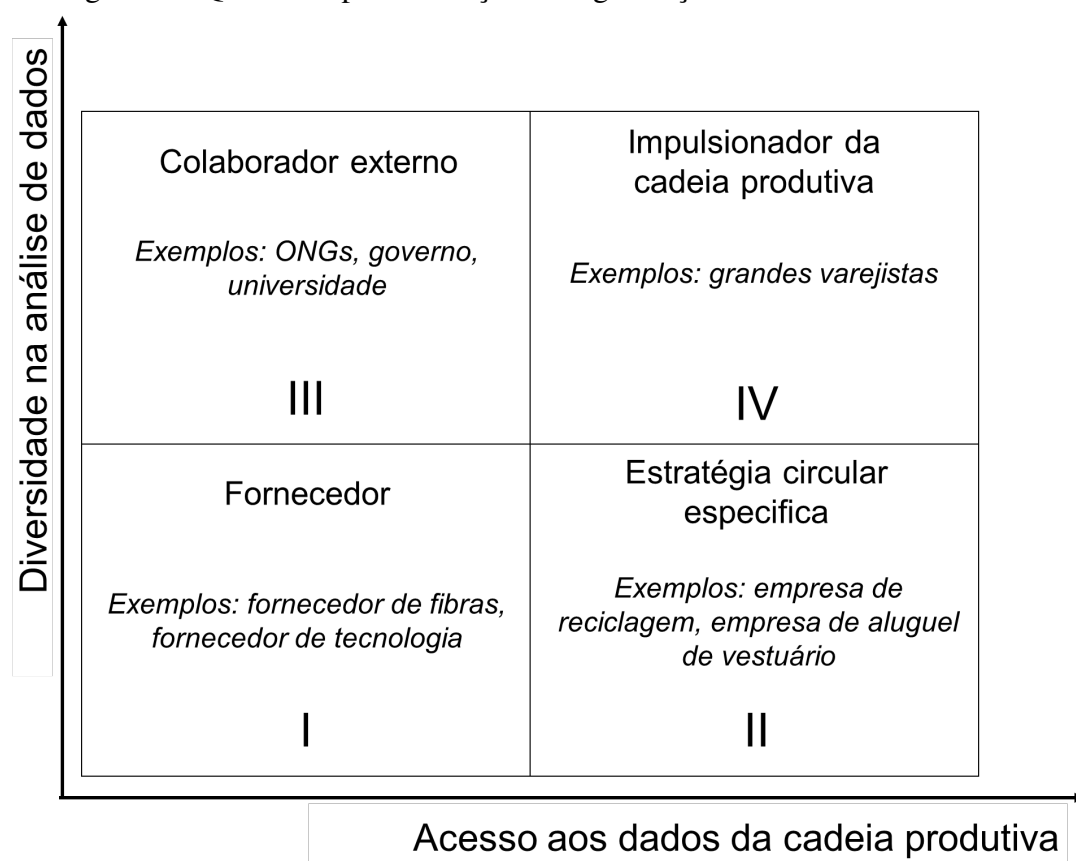 Diversidade na análise de dados
Colaborador externo
Exemplos: ONGs, governo,
universidade
III
Impulsionador da
cadeia produtiva
Exemplos: grandes varejistas
IV
Fornecedor
Exemplos: fornecedor de fibras,
fornecedor de tecnologia
I
Estratégia circular
especifica
Exemplos: empresa de
reciclagem, empresa de aluguel
de vestuário
II
Acesso aos dados da cadeia produtiva